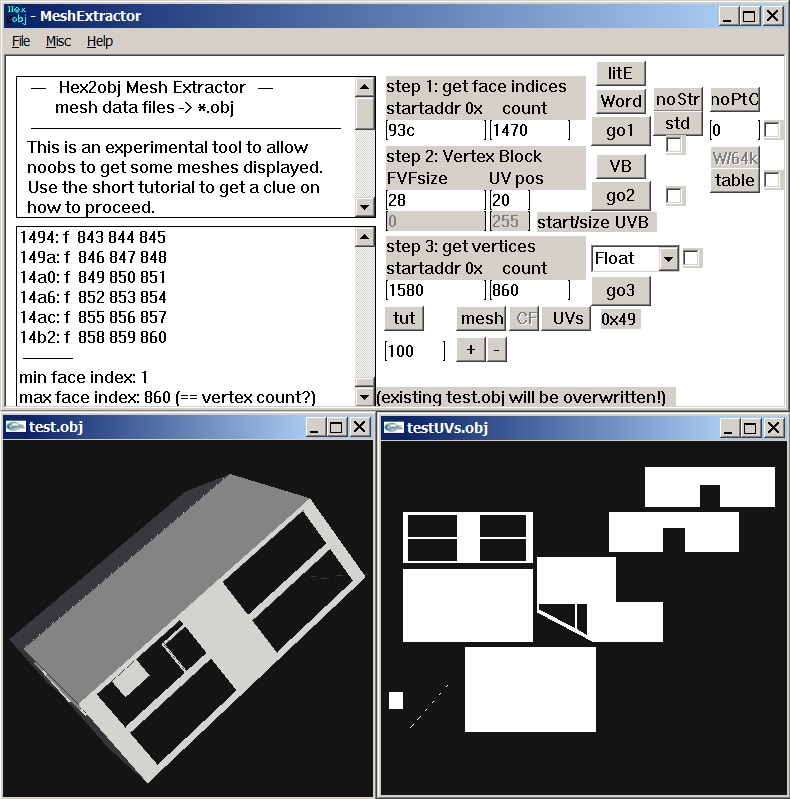 Hex obj - MeshExtractor
File Misc Help
— Hex2obj Mesh Extractor —
mesh data files -> *.obj
This is an experimental tool to allow
noobs to get some meshes displayed.
Use the short tutorial to get a clue on
how to proceed.
1494: f 843 844 845
149a: f 846 847 848
14a0: f 849 850 851
14a6: f 852 853 854
14ac: f 855 856 857
14b2: f 858 859 860
min face index: 1
max face index: 860 (== vertex count?)
step 1: get face indices
startaddr 0x count
93c 1470
litE
Word
go1
noStr
std
noPtC
0
step 2: Vertex Block
FVFsize UV pos
28 20
0 255 start/size UVB
VB
go2
W/64k
table
step 3: get vertices
startaddr 0x count
1580 860
Float
go3
tut mesh CF UVs 0x49
100 + -
(existing test.obj will be overwritten!)
test.obj
testUVs.obj